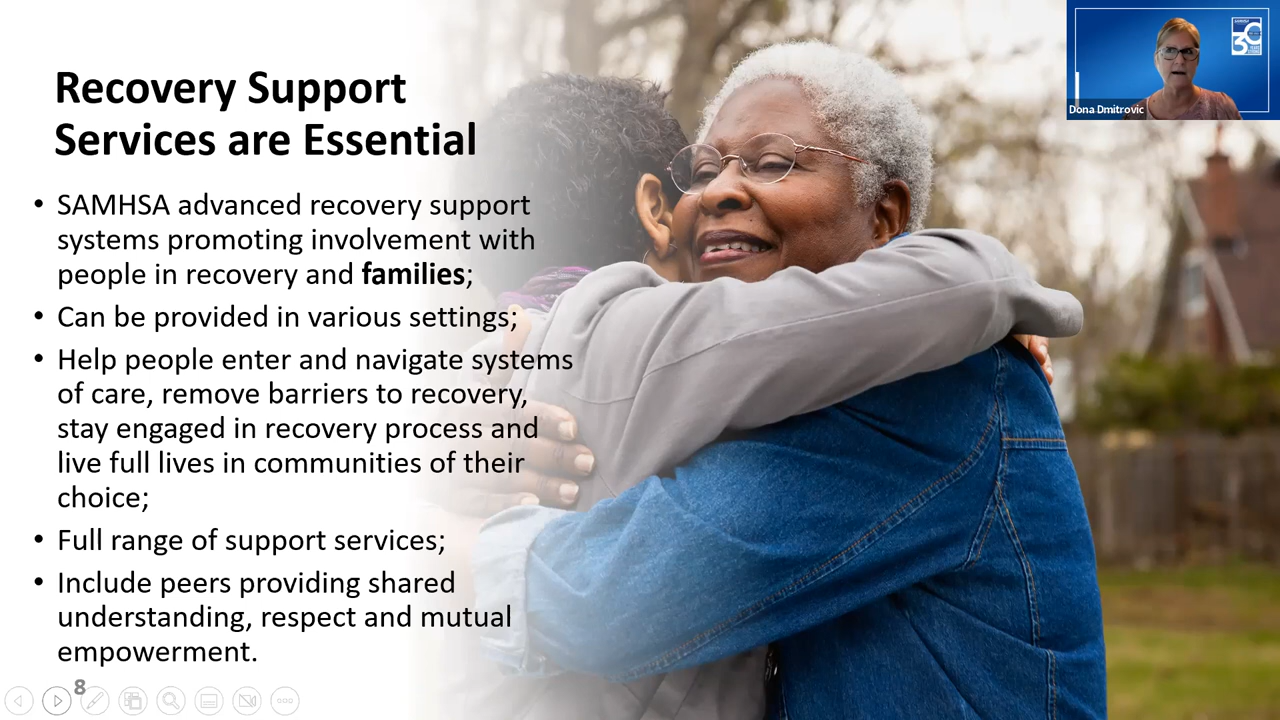 Recovery Support
Services are Essential
• SAMHSA advanced recovery support
systems promoting involvement with
people in recovery and families;
• Can be provided in various settings;
• Help people enter and navigate systems
of care, remove barriers to recovery,
stay engaged in recovery process and
live full lives in communities of their
choice;
• Full range of support services;
• Include peers providing shared
understanding, respect and mutual
empowerment.
8
Dona Dmitrovic
SAMHSA
30
YEARS